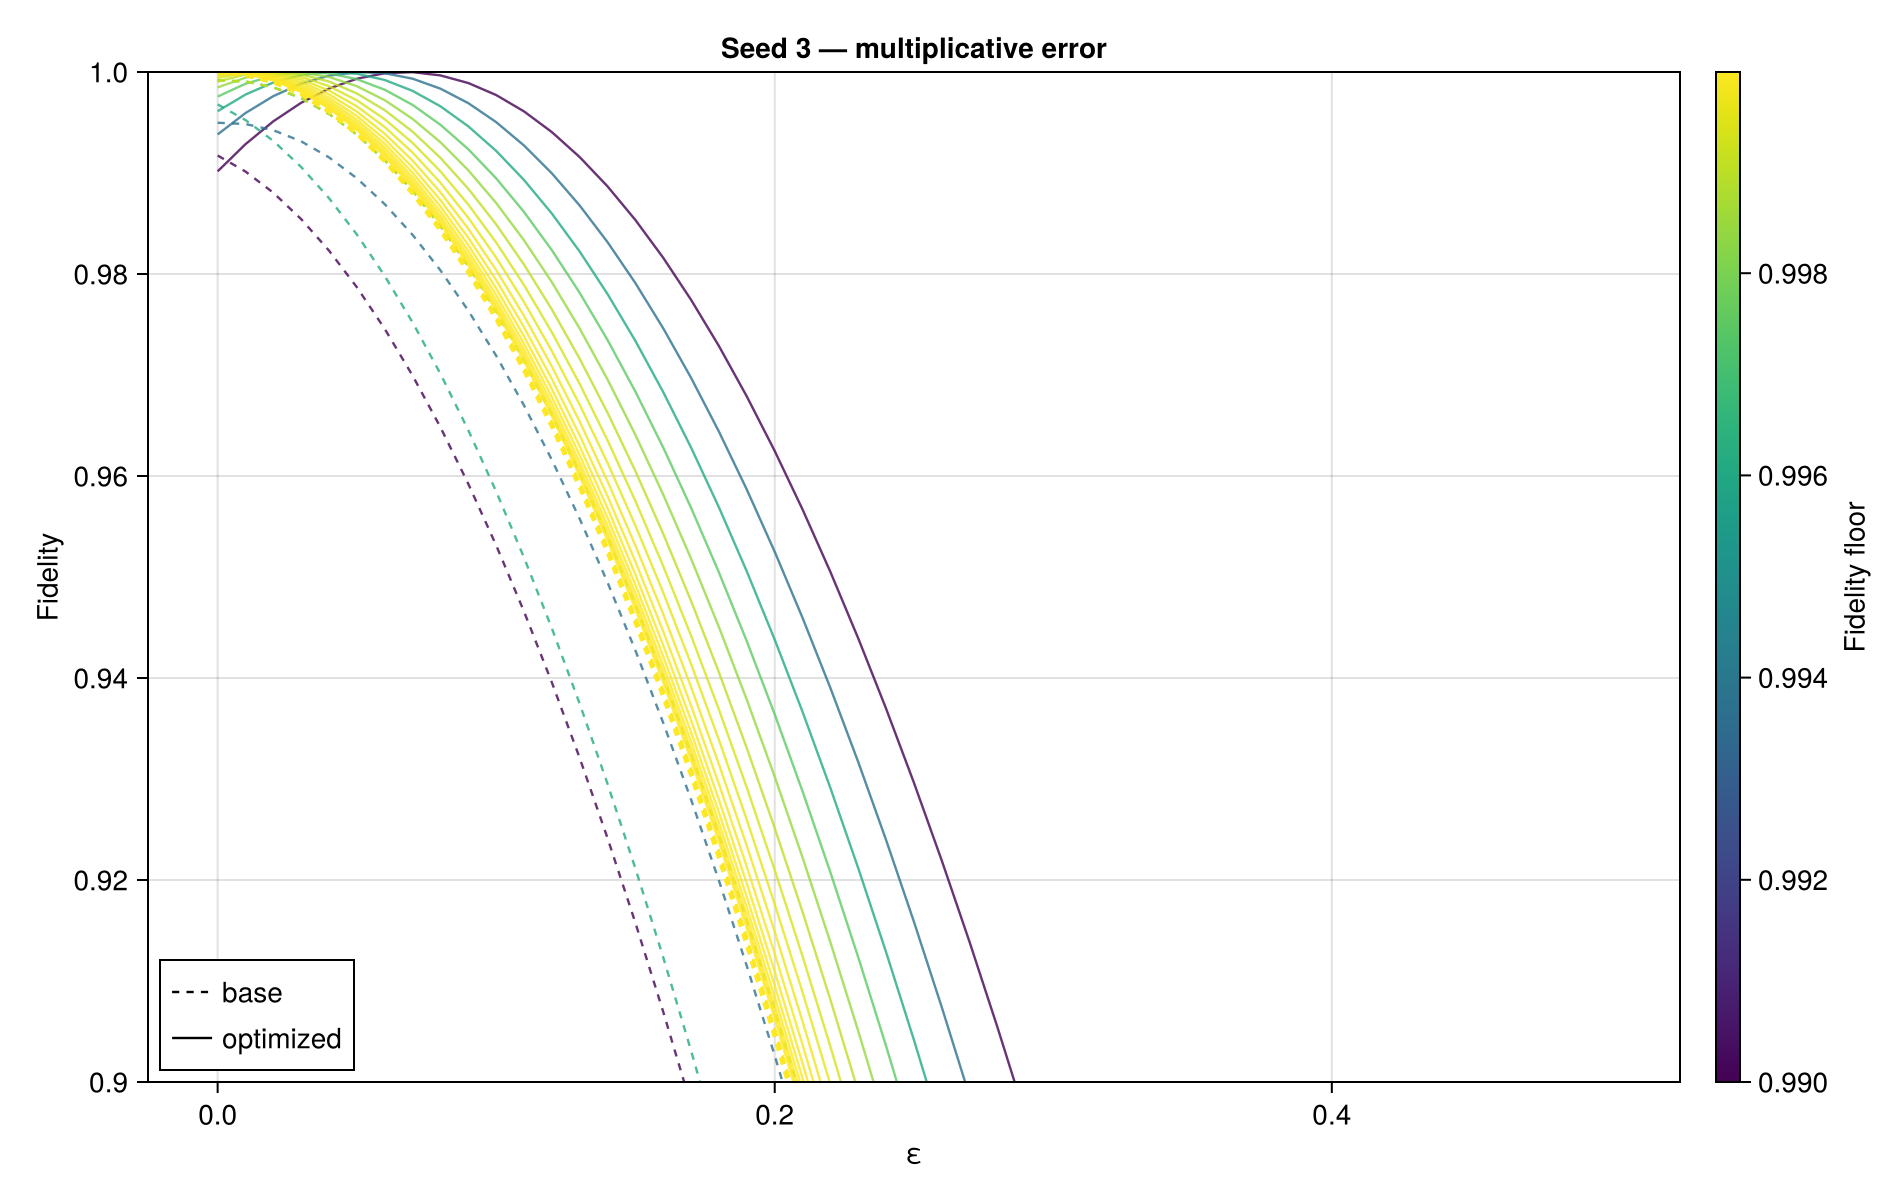 Seed 3 — multiplicative error
1.0
0.98
0.96
0.94
0.92
0.9
Fidelity
0.0
0.2
0.4
ε
base
optimized
0.998
0.996
0.994
0.992
0.990
Fidelity floor